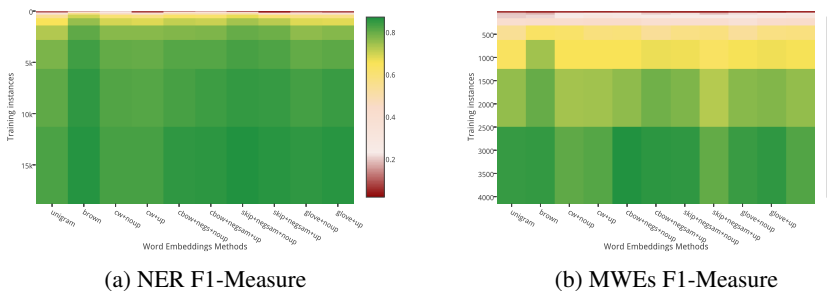 0
5k
10k
15k
Training instances
unigram
brown
cw+noup
cw+up
cbow+negs+noup
cbow+negsam+up
skip+negsam+noup
skip+negsam+up
glove+noup
glove+up
Word Embeddings Methods
0.8
0.6
0.4
0.2
(a) NER F1-Measure
500
1000
1500
2000
2500
3000
3500
4000
Training instances
unigram
brown
cw+noup
cw+up
cbow+negs+noup
cbow+negsam+up
skip+negsam+noup
skip+negsam+up
glove+noup
glove+up
Word Embeddings Methods
(b) MWEs F1-Measure